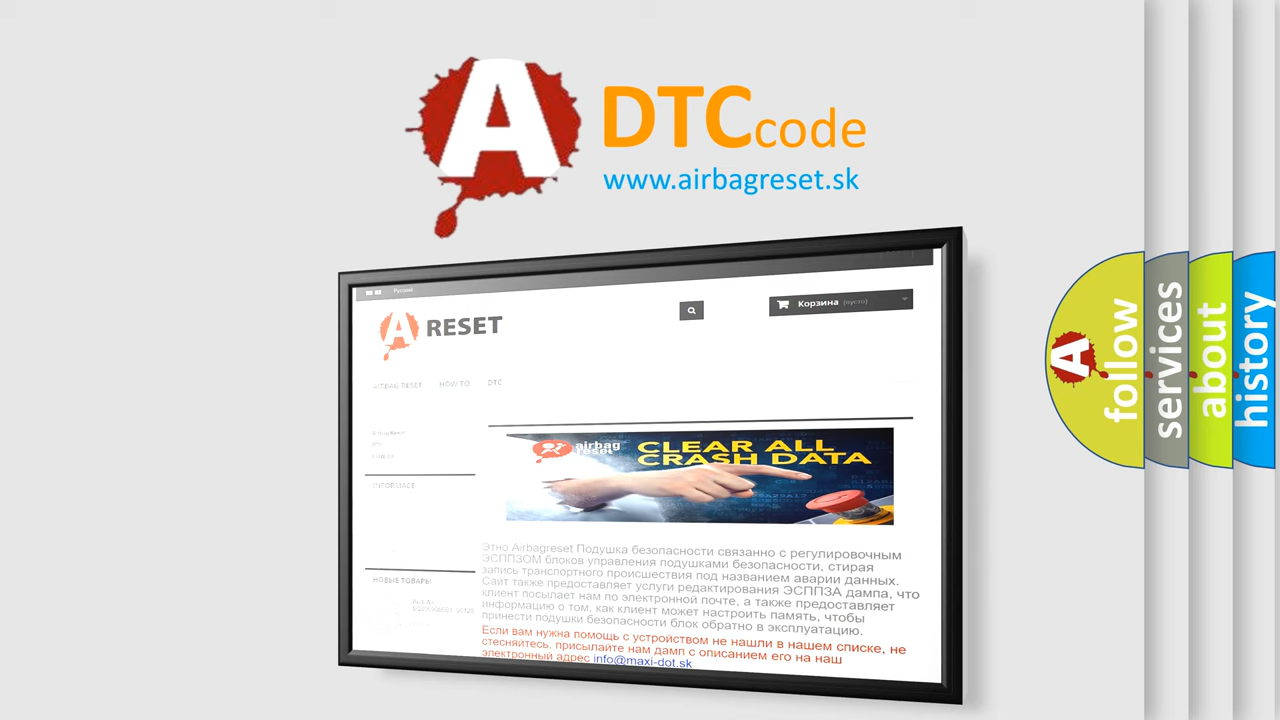 A DTCcode
www.airbagreset.sk
Русский
A RESET
Корзина (пусто)
AIRBAG RESET HOW TO DTC
airbag
reset
CLEAR ALL
CRASH DATA
INFORMACE
НОВЫЕ ТОВАРЫ
Этно Airbagreset Подушка безопасности связанно с регулировочным
ЭСППЗОМ блоков управления подушками безопасности, стирая
запись транспортного происшествия под названием аварии данных.
Сайт также предоставляет услуги редактирования ЭСППЗА дампа, что
клиент посылает нам по электронной почте, а также предоставляет
информацию о том, как клиент может настроить память, чтобы
принести подушки безопасности блок обратно в эксплуатацию.
Если вам нужна помощь с устройством не нашли в нашем списке, не
стесняйтесь, присылайте нам дамп с описанием его на наш
электронный адрес info@maxi-dot.sk
A
follow
services
about
history